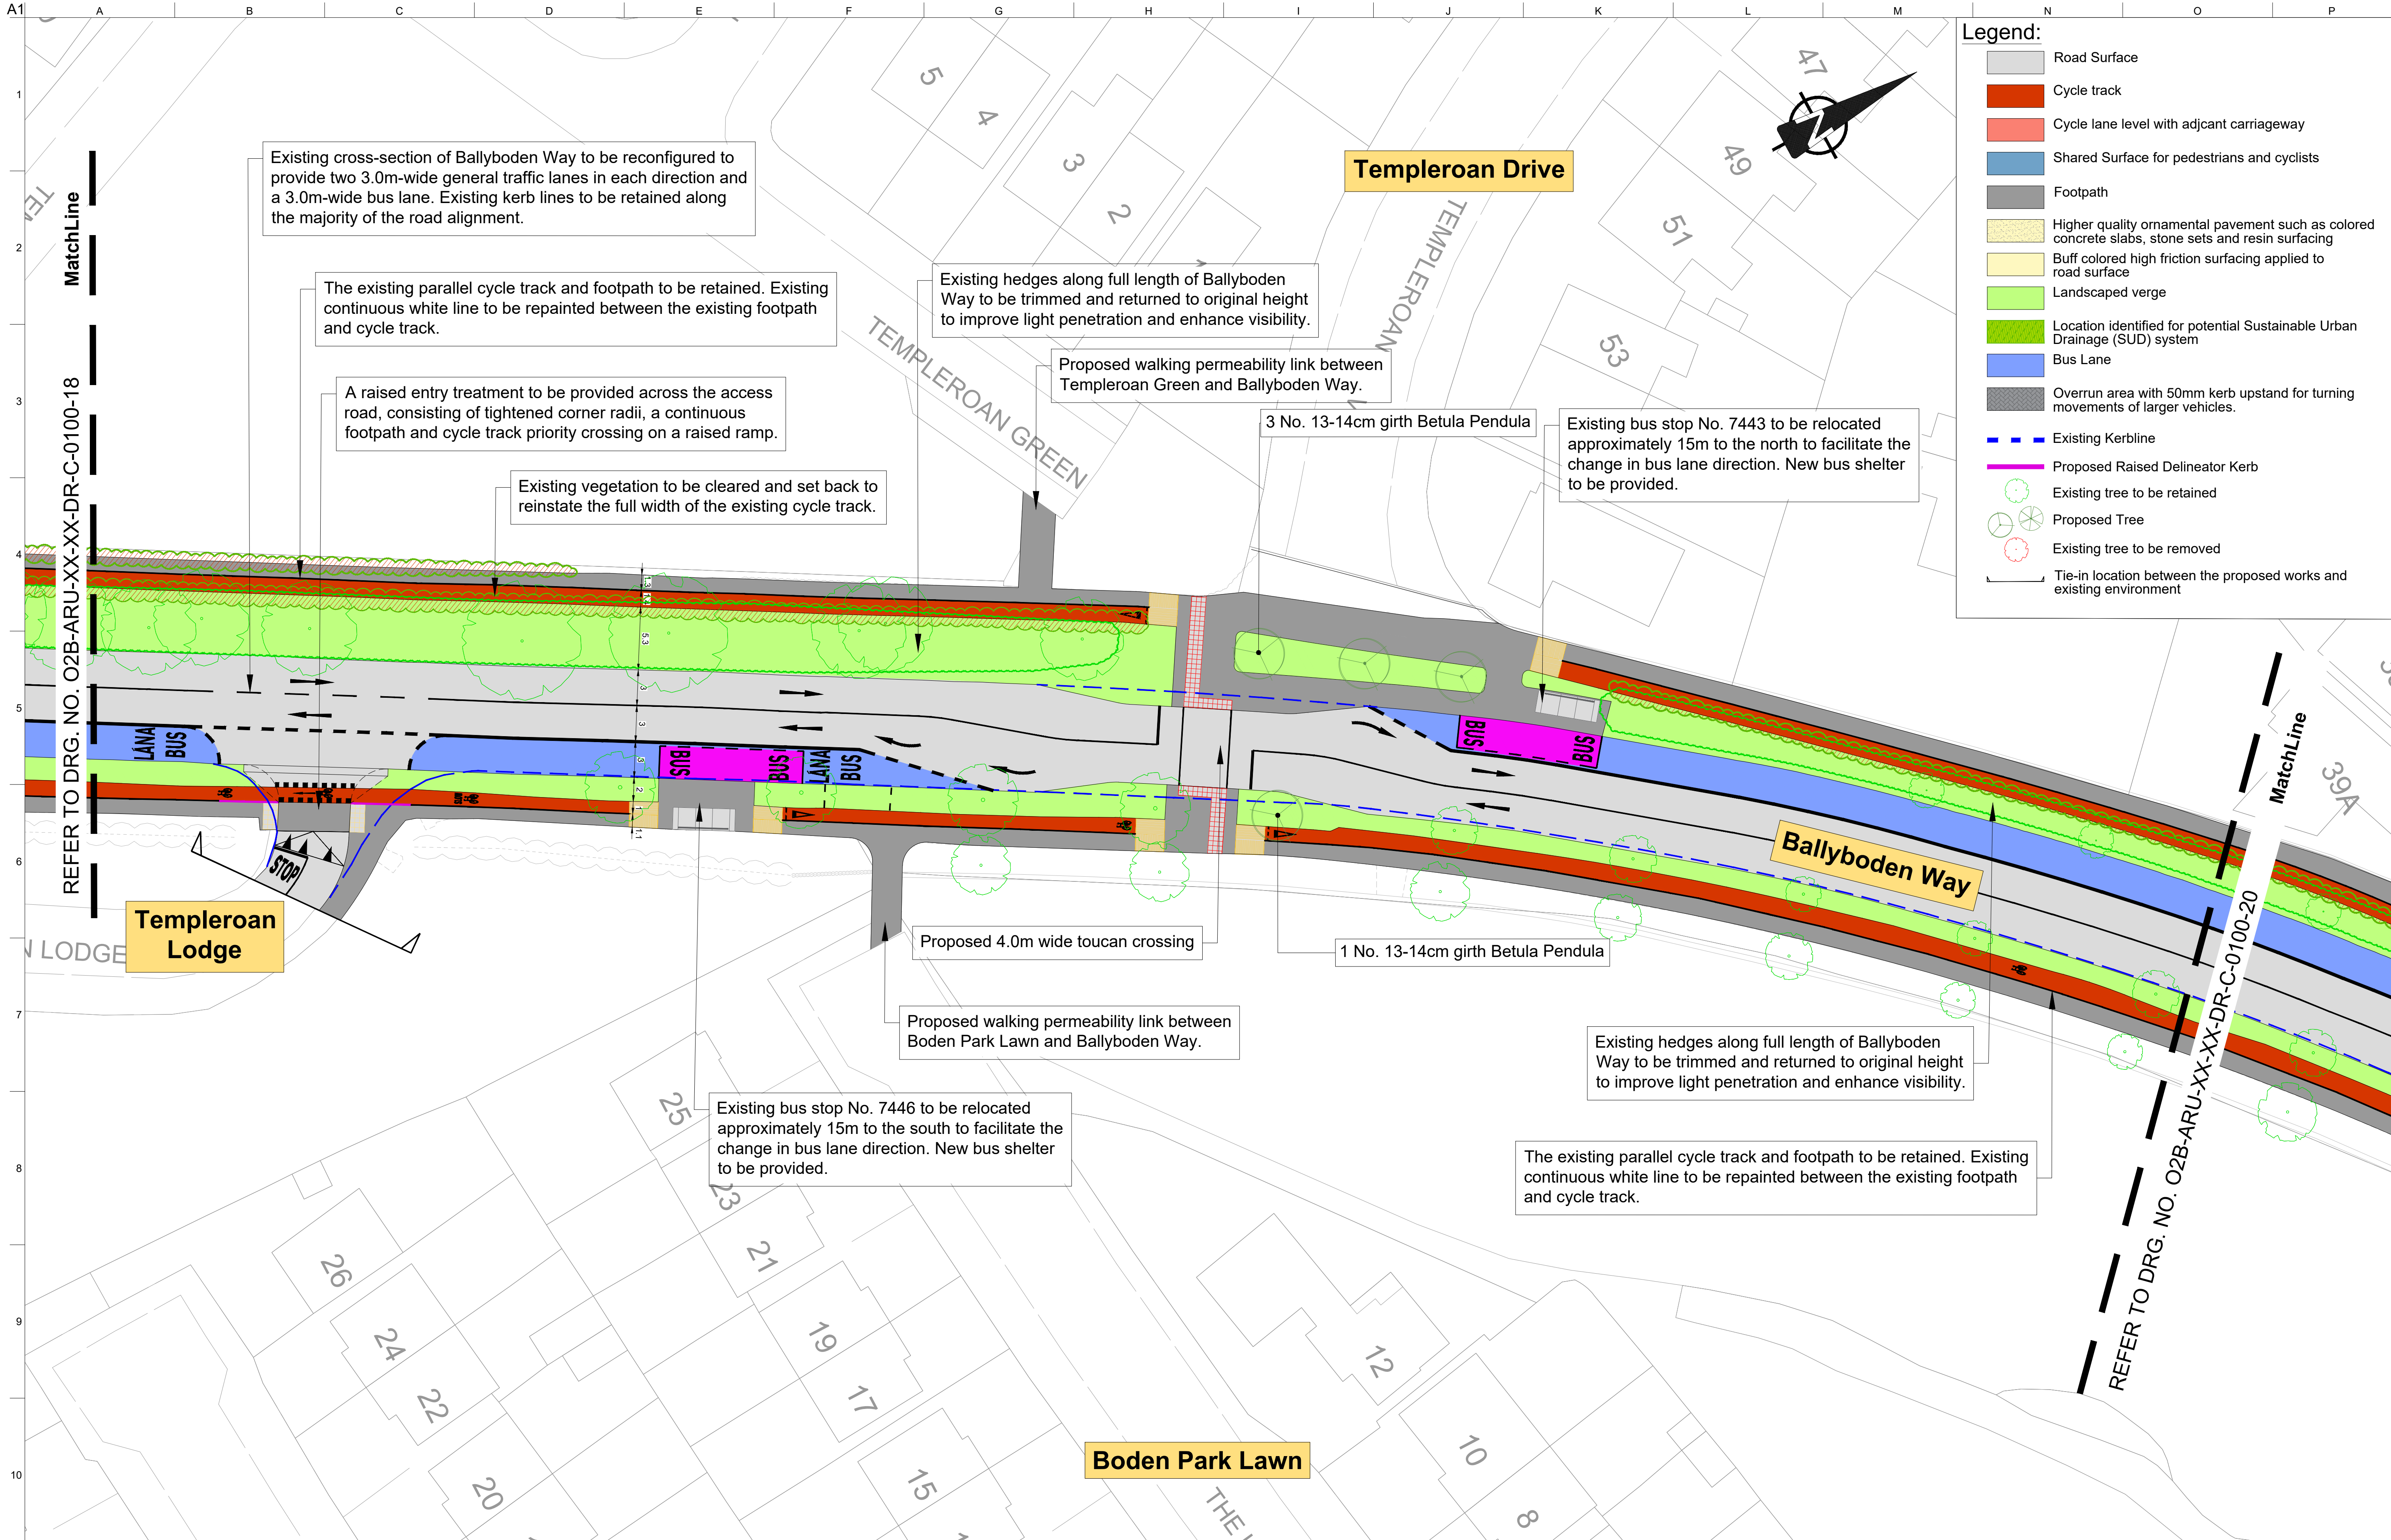 A1
A B C D E F G H I J K L M N O P
1
2
3
4
5
6
7
8
9
10
Legend:
Road Surface
Cycle track
Cycle lane level with adjcant carriageway
Shared Surface for pedestrians and cyclists
Footpath
Higher quality ornamental pavement such as colored
concrete slabs, stone sets and resin surfacing
Buff colored high friction surfacing applied to
road surface
Landscaped verge
Location identified for potential Sustainable Urban
Drainage (SUD) system
Bus Lane
Overrun area with 50mm kerb upstand for turning
movements of larger vehicles.
Existing Kerbline
Proposed Raised Delineator Kerb
Existing tree to be retained
Proposed Tree
Existing tree to be removed
Tie-in location between the proposed works and
existing environment
MatchLine
REFER TO DRG. NO. O2B-ARU-XX-XX-DR-C-0100-18
Existing cross-section of Ballyboden Way to be reconfigured to
provide two 3.0m-wide general traffic lanes in each direction and
a 3.0m-wide bus lane. Existing kerb lines to be retained along
the majority of the road alignment.
The existing parallel cycle track and footpath to be retained. Existing
continuous white line to be repainted between the existing footpath
and cycle track.
A raised entry treatment to be provided across the access
road, consisting of tightened corner radii, a continuous
footpath and cycle track priority crossing on a raised ramp.
Existing vegetation to be cleared and set back to
reinstate the full width of the existing cycle track.
Existing hedges along full length of Ballyboden
Way to be trimmed and returned to original height
to improve light penetration and enhance visibility.
Proposed walking permeability link between
Templeroan Green and Ballyboden Way.
3 No. 13-14cm girth Betula Pendula
Existing bus stop No. 7443 to be relocated
approximately 15m to the north to facilitate the
change in bus lane direction. New bus shelter
to be provided.
Templeroan Drive
TEMPLEROAN
TEMPLEROAN GREEN
5
4
3
2
47
49
51
53
39A
LÁNA
BUS
BUS
BUS
LÁNA
BUS
BUS
BUS
STOP
5.3
3
3
3
2
1
1.1
Templeroan
Lodge
LODGE
Ballyboden Way
Proposed 4.0m wide toucan crossing
1 No. 13-14cm girth Betula Pendula
Proposed walking permeability link between
Boden Park Lawn and Ballyboden Way.
Existing bus stop No. 7446 to be relocated
approximately 15m to the south to facilitate the
change in bus lane direction. New bus shelter
to be provided.
Existing hedges along full length of Ballyboden
Way to be trimmed and returned to original height
to improve light penetration and enhance visibility.
The existing parallel cycle track and footpath to be retained. Existing
continuous white line to be repainted between the existing footpath
and cycle track.
MatchLine
REFER TO DRG. NO. O2B-ARU-XX-XX-DR-C-0100-20
25
23
21
19
17
15
26
24
22
20
12
10
8
Boden Park Lawn
THE